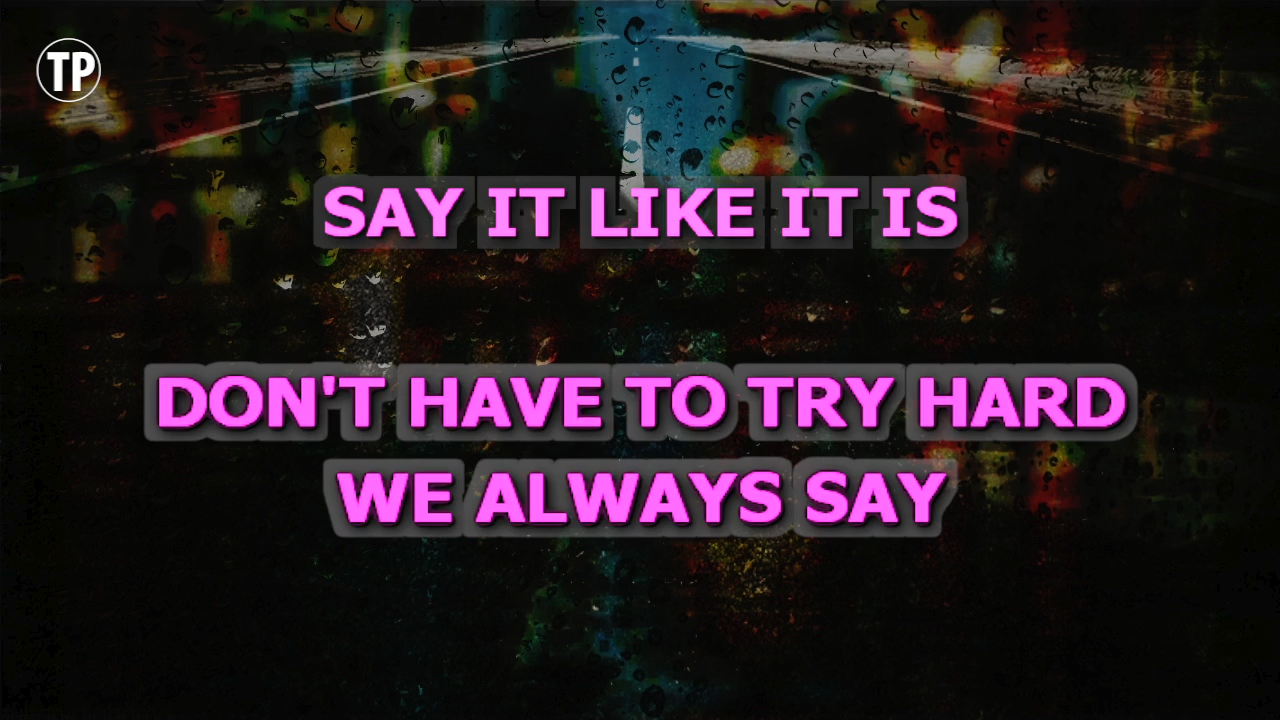 TP
SAY IT LIKE IT IS
DON'T HAVE TO TRY HARD
WE ALWAYS SAY